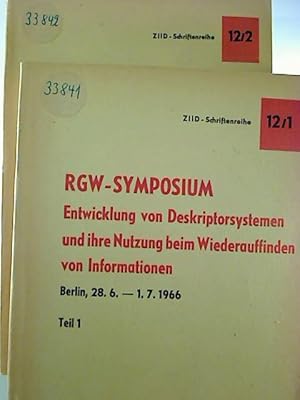 33842
ZIID - Schriftenreihe
12/2
33841
ZIID - Schriftenreihe
12/1
RGW-SYMPOSIUM
Entwicklung von Deskriptorsystemen
und ihre Nutzung beim Wiederauffinden
von Informationen
Berlin, 28. 6. — 1. 7. 1966
Teil 1